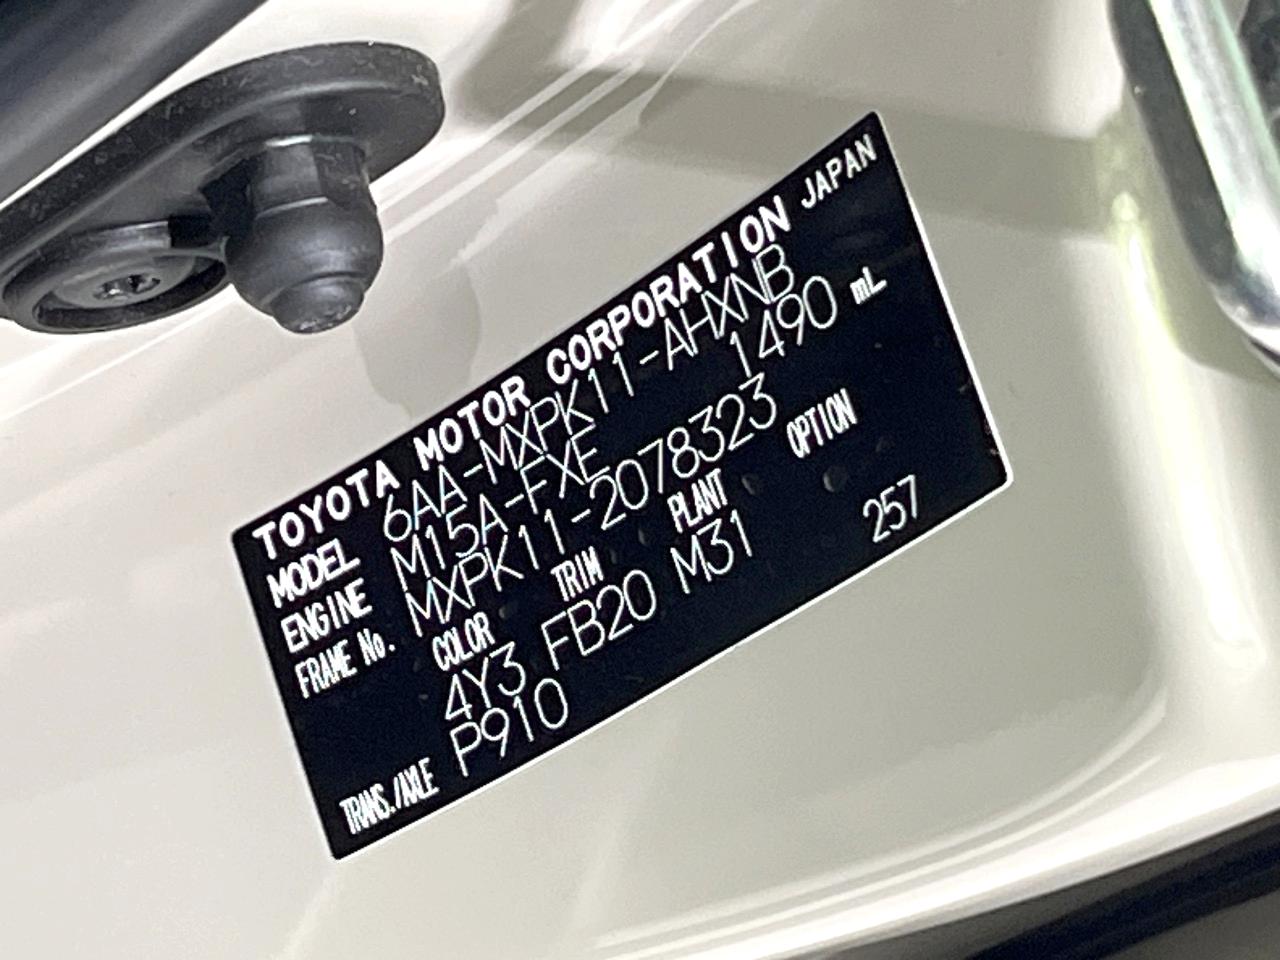 TOYOTA MOTOR CORPORATION JAPAN
MODEL 6AA-MXPK11-AHXNB
ENGINE M15A-FXE 1490 mL
FRAME No. MXPK11-2078323
COLOR TRIM PLANT OPTION
4Y3 FB20 M31 257
TRANS./AXLE P910